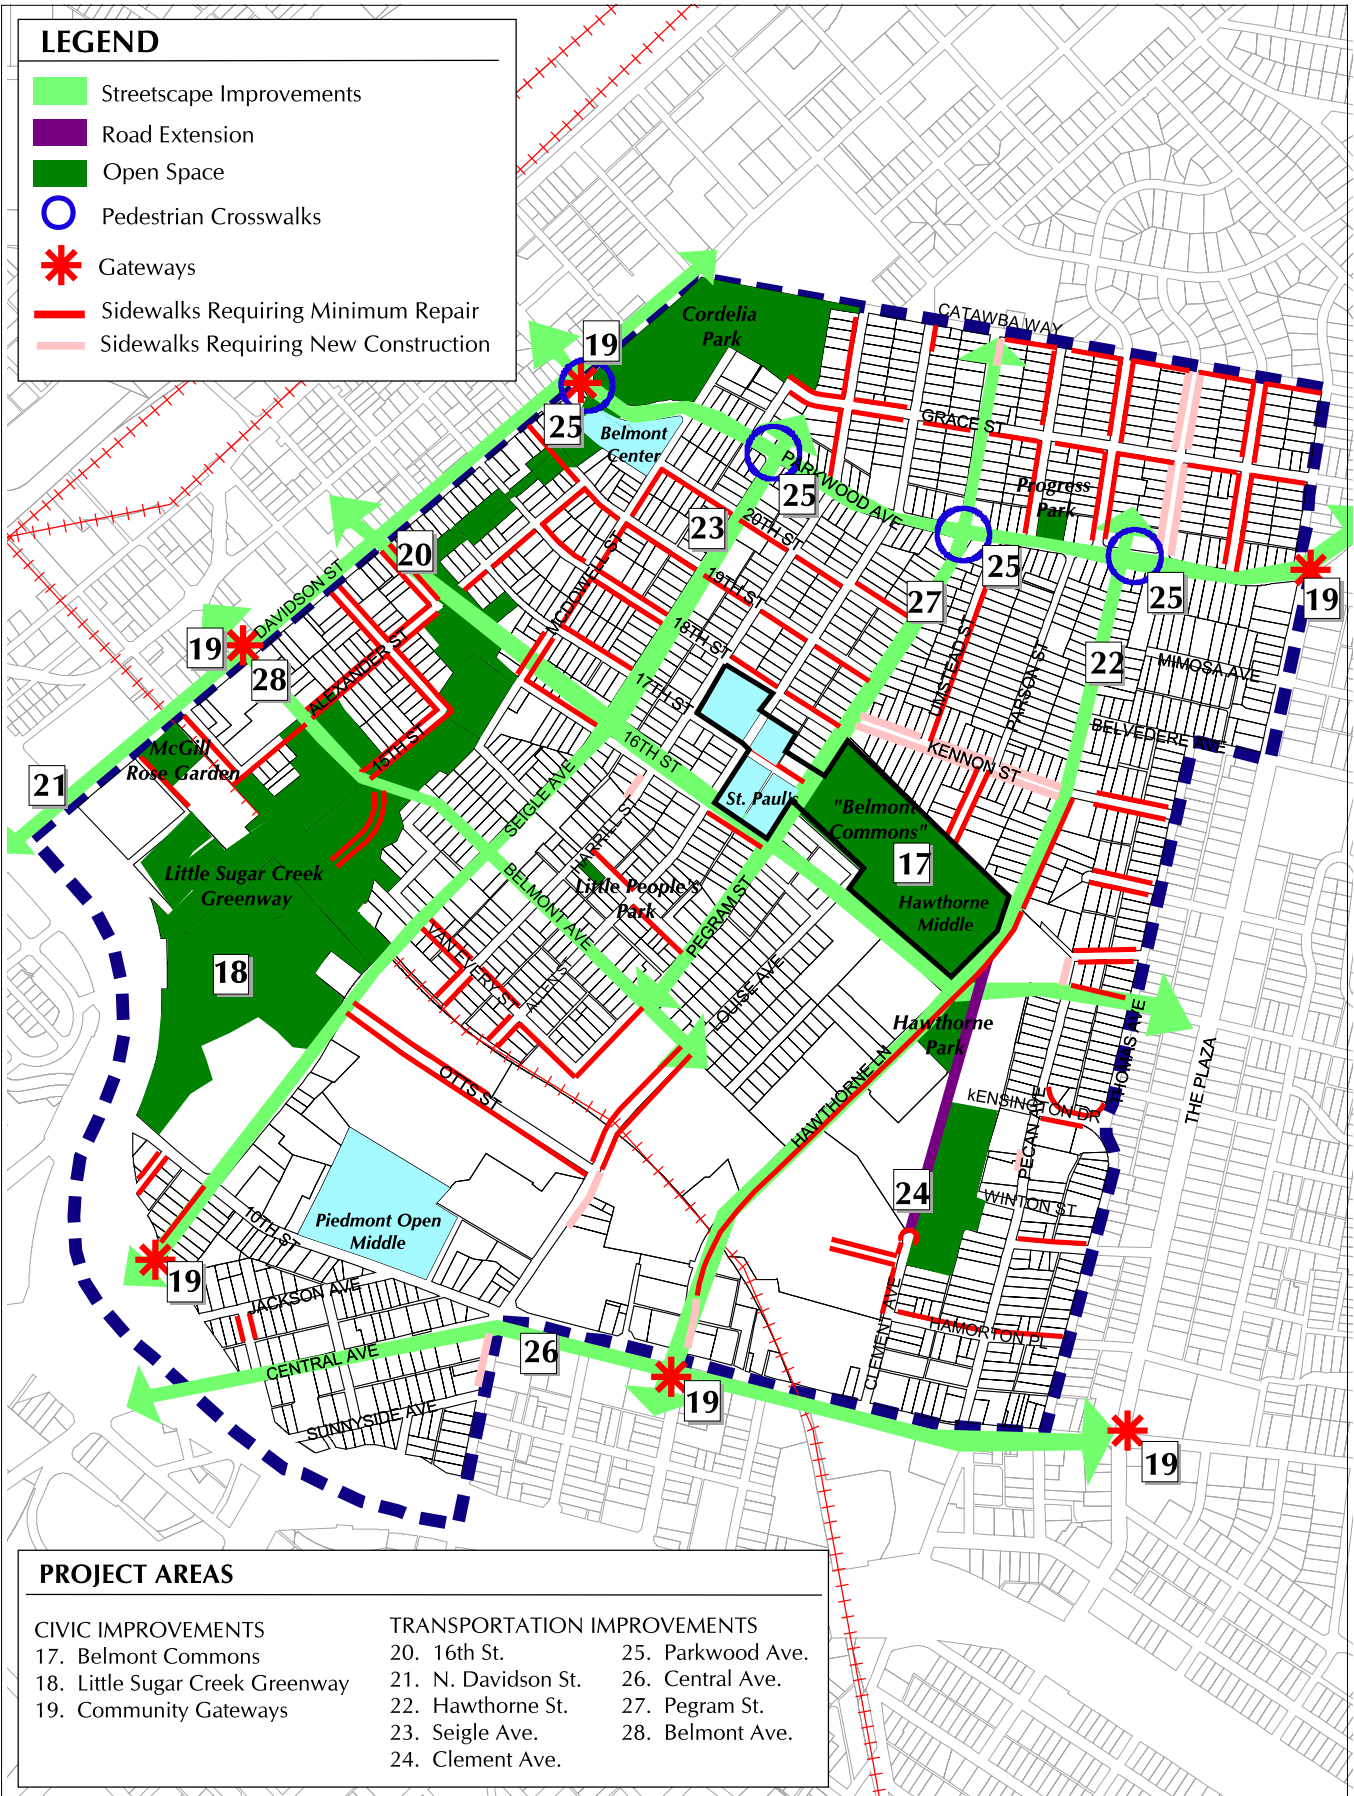 LEGEND
Streetscape Improvements
Road Extension
Open Space
Pedestrian Crosswalks
Gateways
Sidewalks Requiring Minimum Repair
Sidewalks Requiring New Construction
Cordelia
Park
CATAWBA WAY
19
25
Belmont
Center
GRACE ST
PARKWOOD AVE
25
Progress
Park
20
23
20TH ST
25
25
19
DAVIDSON ST
MCDOWELL ST
19TH ST
27
19
28
ALEXANDER ST
18TH ST
UMSTEAD ST
PARSON ST
22
MIMOSA AVE
17TH ST
BELVEDERE AVE
McGill
Rose Garden
15TH ST
16TH ST
KENNON ST
21
SEIGLE AVE
St. Paul's
"Belmont
Commons"
17
HARRILL ST
Little Sugar Creek
Greenway
BELMONT AVE
Little People's
Park
PEGRAM ST
Hawthorne
Middle
18
VAN EVERY ST
ALLEN ST
LOUISE AVE
Hawthorne
Park
THOMAS AVE
THE PLAZA
OTTS ST
HAWTHORNE LN
kENSINGTON DR
PECAN AVE
24
WINTON ST
10TH ST
Piedmont Open
Middle
19
JACKSON AVE
CLEMENT AVE
HAMORTON PL
CENTRAL AVE
26
19
SUNNYSIDE AVE
19
PROJECT AREAS
CIVIC IMPROVEMENTS
17. Belmont Commons
18. Little Sugar Creek Greenway
19. Community Gateways
TRANSPORTATION IMPROVEMENTS
20. 16th St.
21. N. Davidson St.
22. Hawthorne St.
23. Seigle Ave.
24. Clement Ave.
25. Parkwood Ave.
26. Central Ave.
27. Pegram St.
28. Belmont Ave.